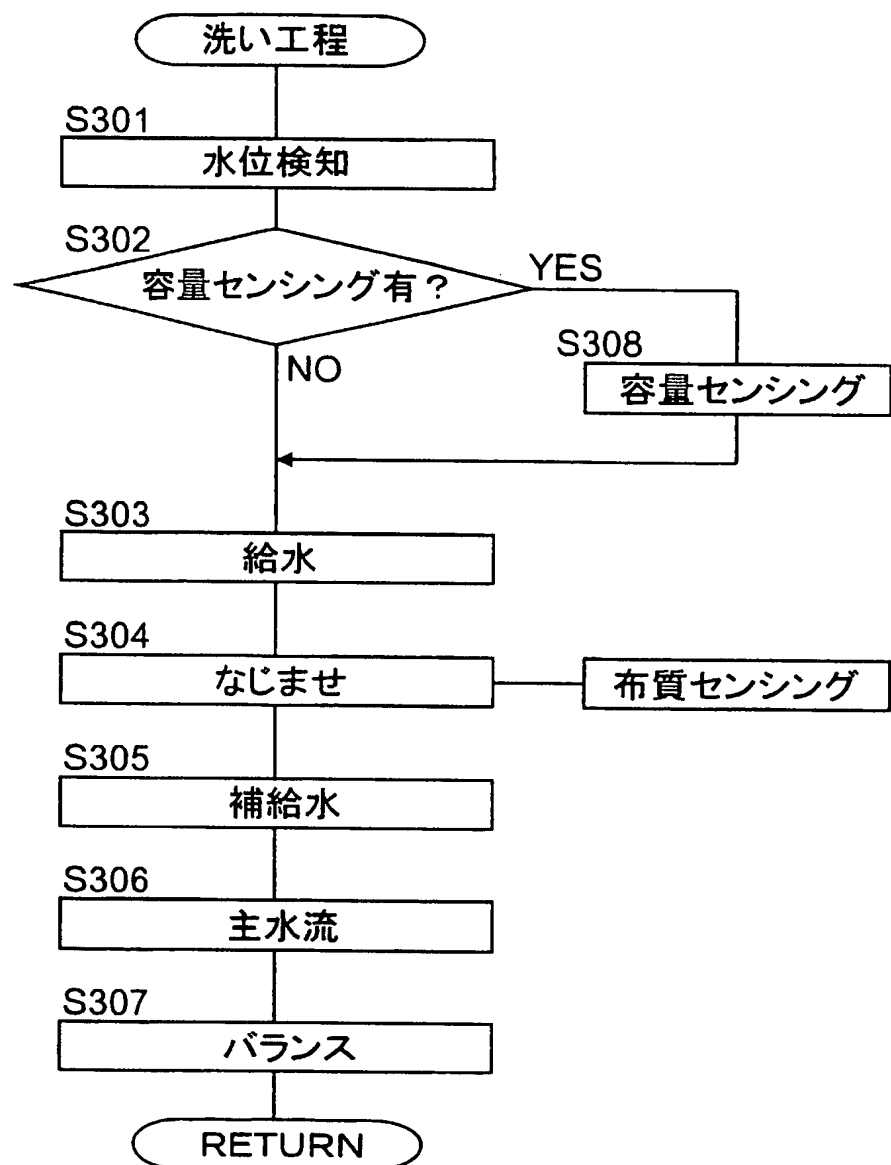 洗い工程
S301
水位検知
S302
容量センシング有？
YES
NO
S308
容量センシング
S303
給水
S304
なじませ
布質センシング
S305
補給水
S306
主水流
S307
バランス
RETURN